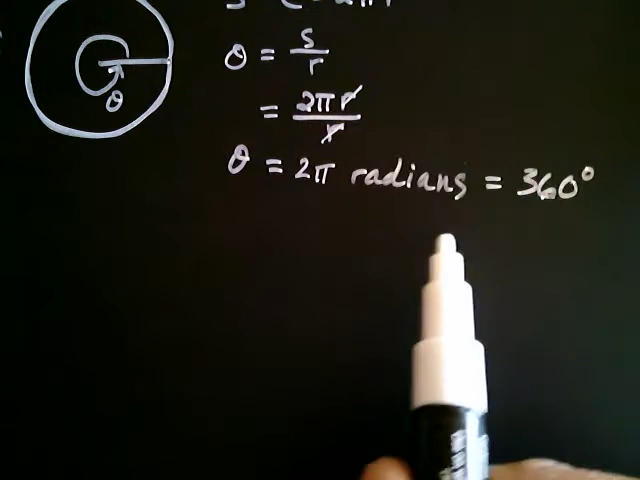 θ = s/r
= 2πr/r
θ = 2π radians = 360°
θ